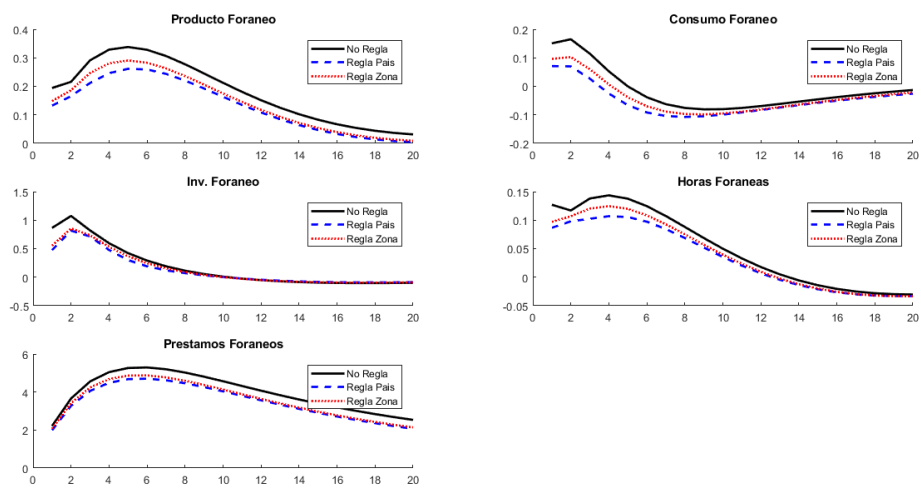 Producto Foraneo
0.4
0.3
0.2
0.1
0
0 2 4 6 8 10 12 14 16 18 20
No Regla
Regla Pais
Regla Zona
Consumo Foraneo
0.2
0.1
0
-0.1
-0.2
0 2 4 6 8 10 12 14 16 18 20
No Regla
Regla Pais
Regla Zona
Inv. Foraneo
1.5
1
0.5
0
-0.5
0 2 4 6 8 10 12 14 16 18 20
No Regla
Regla Pais
Regla Zona
Horas Foraneas
0.15
0.1
0.05
0
-0.05
0 2 4 6 8 10 12 14 16 18 20
No Regla
Regla Pais
Regla Zona
Prestamos Foraneos
6
4
2
0
0 2 4 6 8 10 12 14 16 18 20
No Regla
Regla Pais
Regla Zona